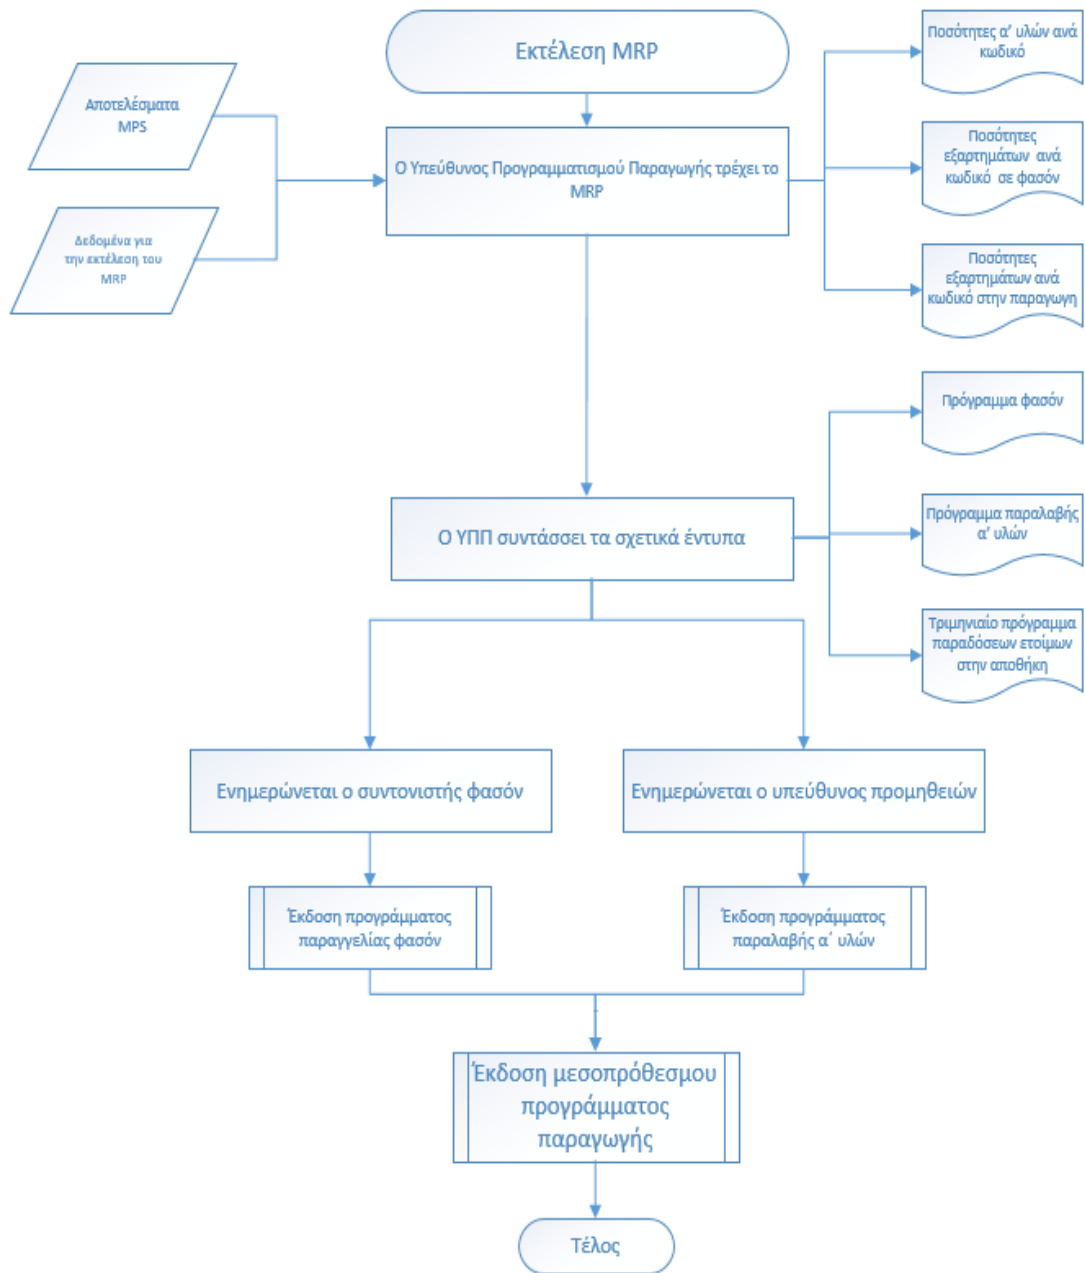 Εκτέλεση MRP
Ποσότητες α' υλών ανά
κωδικό
Αποτελέσματα
MPS
Ο Υπεύθυνος Προγραμματισμού Παραγωγής τρέχει το
MRP
Ποσότητες
εξαρτημάτων ανά
κωδικό σε φασόν
Δεδομένα για
την εκτέλεση του
MRP
Ποσότητες
εξαρτημάτων ανά
κωδικό στην παραγωγη
Πρόγραμμα φασόν
Ο ΥΠΠ συντάσσει τα σχετικά έντυπα
Πρόγραμμα παραλαβής
α' υλών
Τριμηνιαίο πρόγραμμα
παραδόσεων ετοίμων
στην αποθήκη
Ενημερώνεται ο συντονιστής φασόν
Ενημερώνεται ο υπεύθυνος προμηθειών
Έκδοση προγράμματος
παραγγελίας φασόν
Έκδοση προγράμματος
παραλαβής α΄ υλών
Έκδοση μεσοπρόθεσμου
προγράμματος
παραγωγής
Τέλος